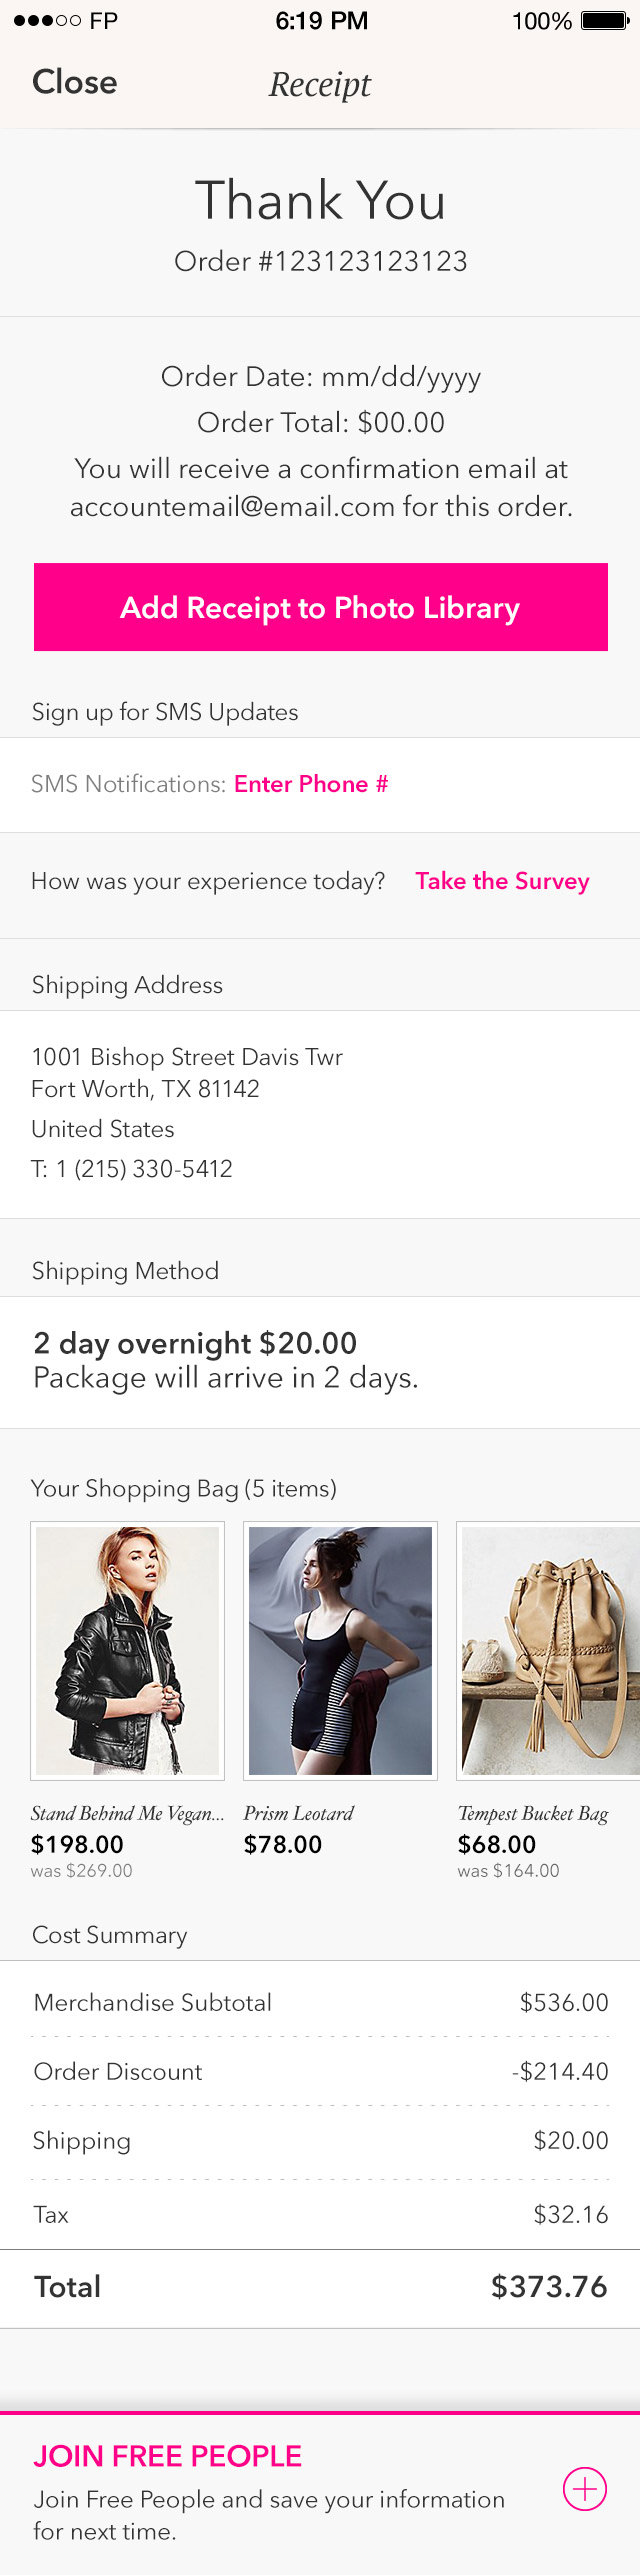 FP 6:19 PM 100%
Close Receipt
Thank You
Order #123123123123
Order Date: mm/dd/yyyy
Order Total: $00.00
You will receive a confirmation email at
accountemail@email.com for this order.
Add Receipt to Photo Library
Sign up for SMS Updates
SMS Notifications: Enter Phone #
How was your experience today? Take the Survey
Shipping Address
1001 Bishop Street Davis Twr
Fort Worth, TX 81142
United States
T: 1 (215) 330-5412
Shipping Method
2 day overnight $20.00
Package will arrive in 2 days.
Your Shopping Bag (5 items)
Stand Behind Me Vegan... Prism Leotard Tempest Bucket Bag
$198.00 $78.00 $68.00
was $269.00 was $164.00
Cost Summary
Merchandise Subtotal $536.00
Order Discount -$214.40
Shipping $20.00
Tax $32.16
Total $373.76
JOIN FREE PEOPLE
Join Free People and save your information
for next time.